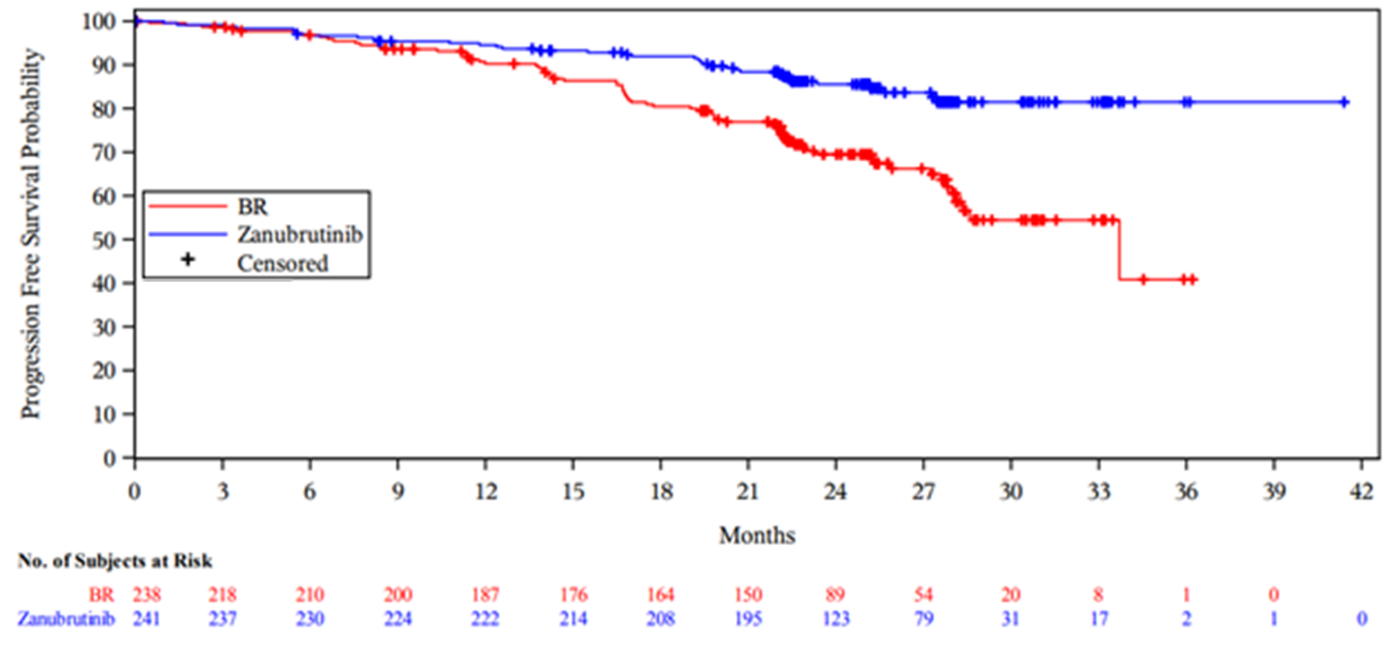 Progression Free Survival Probability
100
90
80
70
60
50
40
30
20
10
0
BR
Zanubrutinib
Censored
0 3 6 9 12 15 18 21 24 27 30 33 36 39 42
Months
No. of Subjects at Risk
BR 238 218 210 200 187 176 164 150 89 54 20 8 1 0
Zanubrutinib 241 237 230 224 222 214 208 195 123 79 31 17 2 1 0